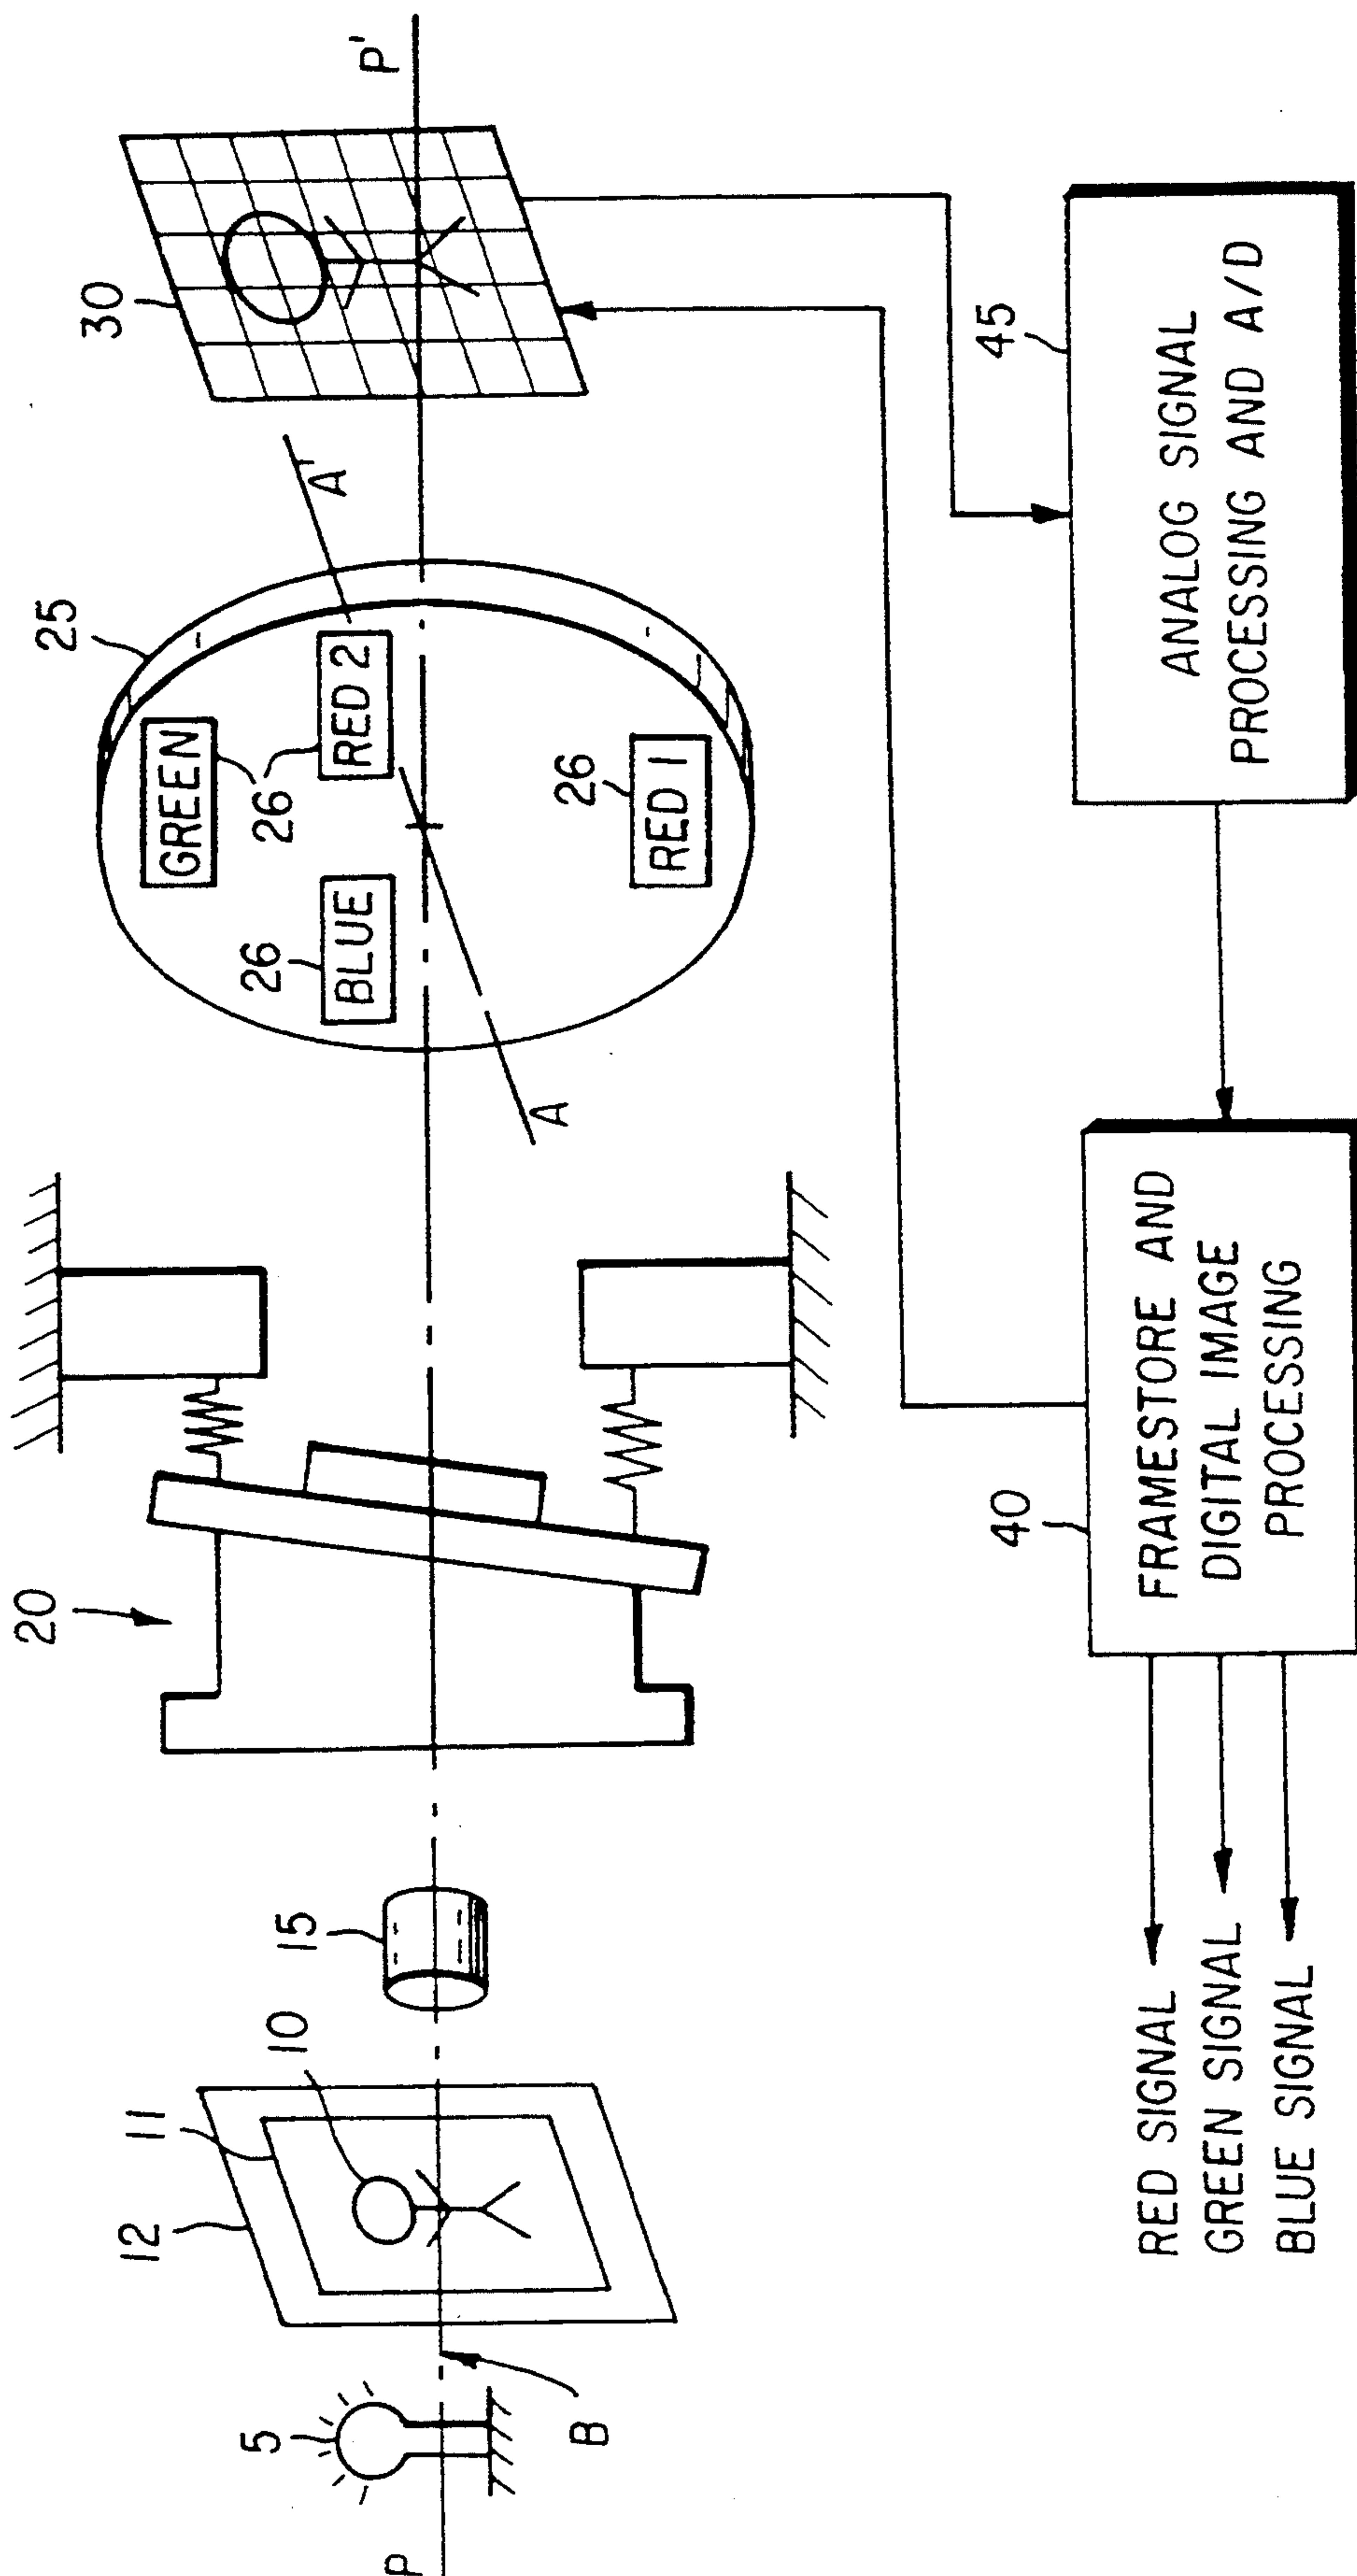 P
5
B
12
11
10
15
20
25
26
BLUE
GREEN
26
RED 2
26
RED 1
A
A'
30
P'
45
ANALOG SIGNAL
PROCESSING AND A/D
40
FRAMESTORE AND
DIGITAL IMAGE
PROCESSING
RED SIGNAL
GREEN SIGNAL
BLUE SIGNAL